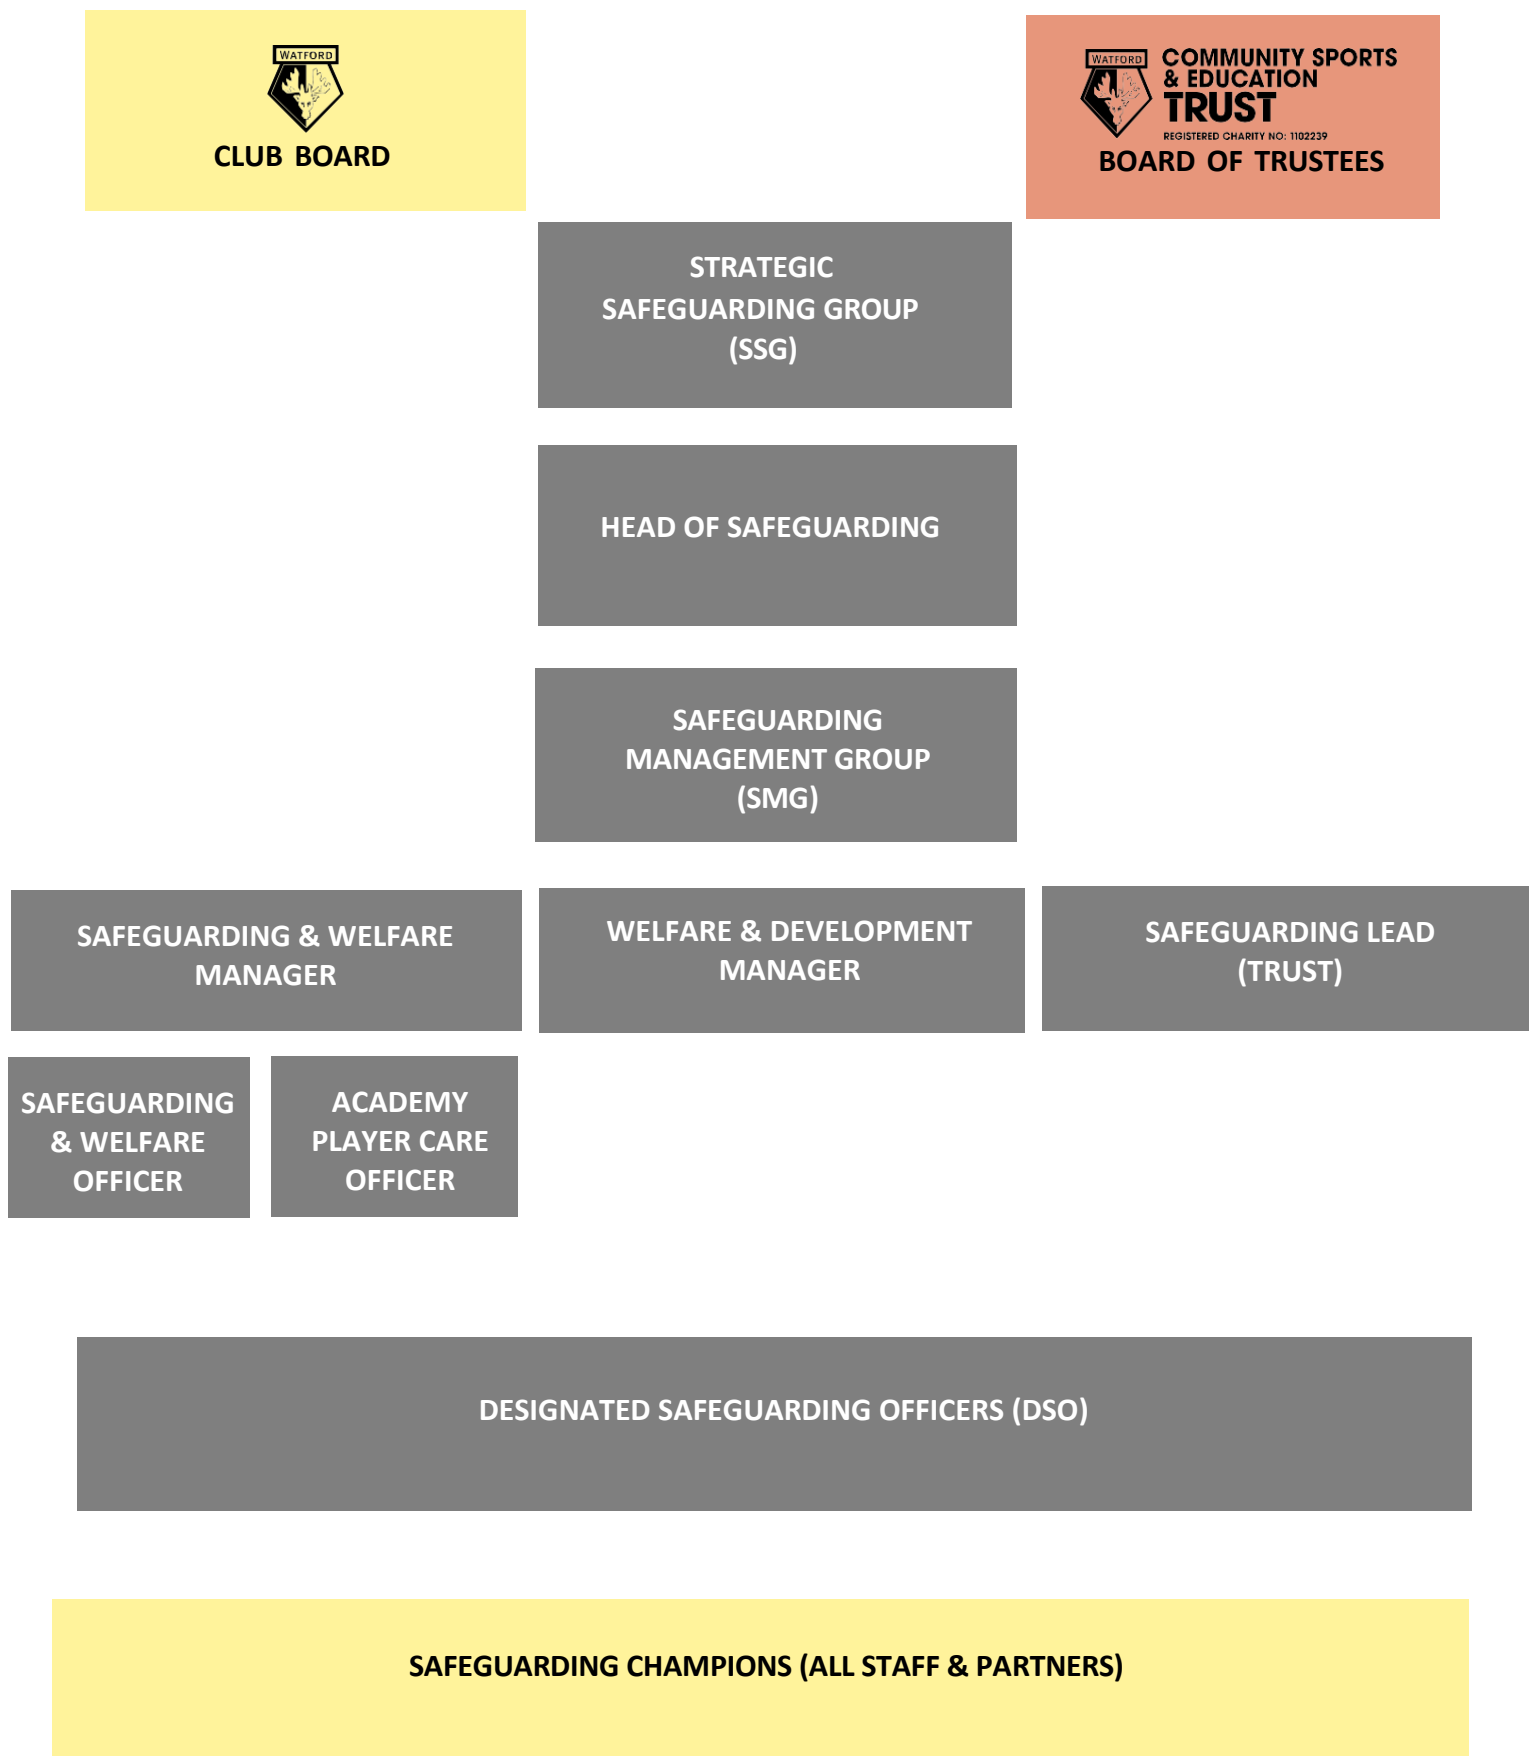 WATFORD
CLUB BOARD
WATFORD
COMMUNITY SPORTS
& EDUCATION
TRUST
REGISTERED CHARITY NO: 1102239
BOARD OF TRUSTEES
STRATEGIC
SAFEGUARDING GROUP
(SSG)
HEAD OF SAFEGUARDING
SAFEGUARDING
MANAGEMENT GROUP
(SMG)
SAFEGUARDING & WELFARE
MANAGER
WELFARE & DEVELOPMENT
MANAGER
SAFEGUARDING LEAD
(TRUST)
SAFEGUARDING
& WELFARE
OFFICER
ACADEMY
PLAYER CARE
OFFICER
DESIGNATED SAFEGUARDING OFFICERS (DSO)
SAFEGUARDING CHAMPIONS (ALL STAFF & PARTNERS)